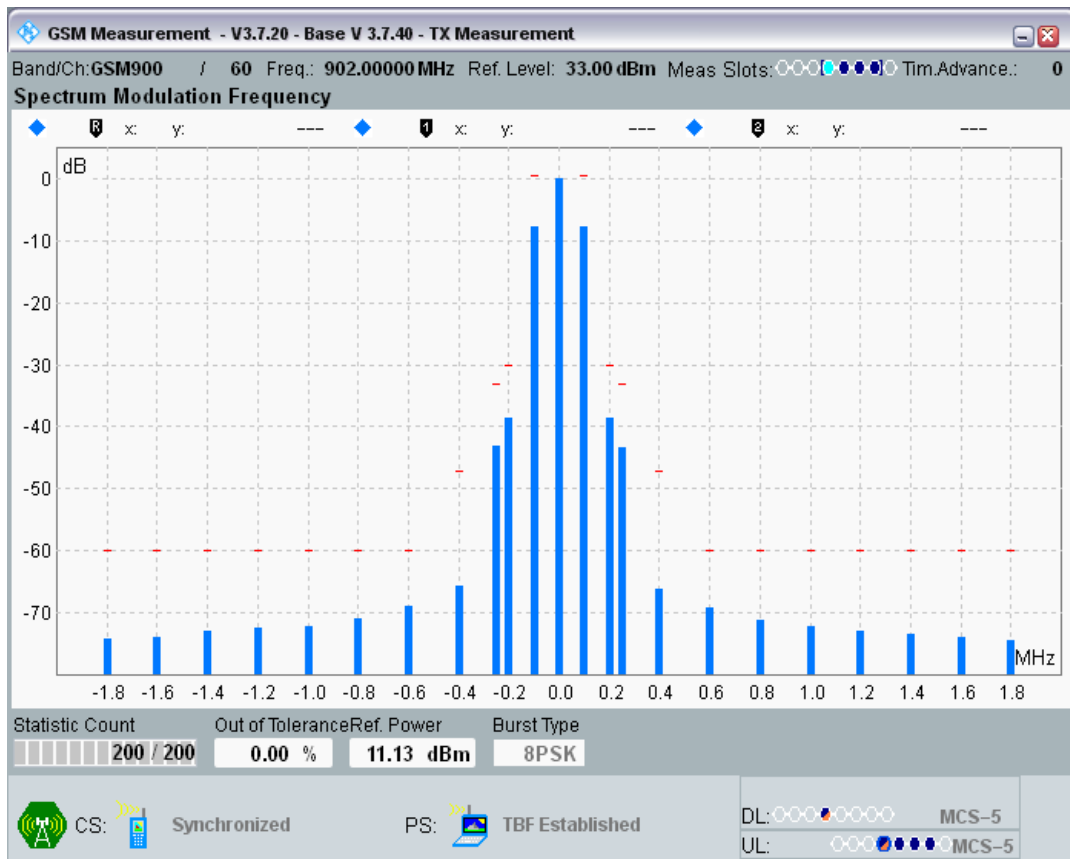 GSM Measurement - V3.7.20 - Base V 3.7.40 - TX Measurement
Band/Ch:GSM900 / 60 Freq.: 902.00000 MHz Ref. Level: 33.00 dBm Meas Slots: Tim.Advance.: 0
Spectrum Modulation Frequency
R x: y: --- 1 x: y: --- 2 x: y: ---
dB
0
-10
-20
-30
-40
-50
-60
-70
MHz
-1.8 -1.6 -1.4 -1.2 -1.0 -0.8 -0.6 -0.4 -0.2 0.0 0.2 0.4 0.6 0.8 1.0 1.2 1.4 1.6 1.8
Statistic Count Out of Tolerance Ref. Power Burst Type
200 / 200 0.00 % 11.13 dBm 8PSK
CS: Synchronized PS: TBF Established
DL: MCS-5
UL: MCS-5